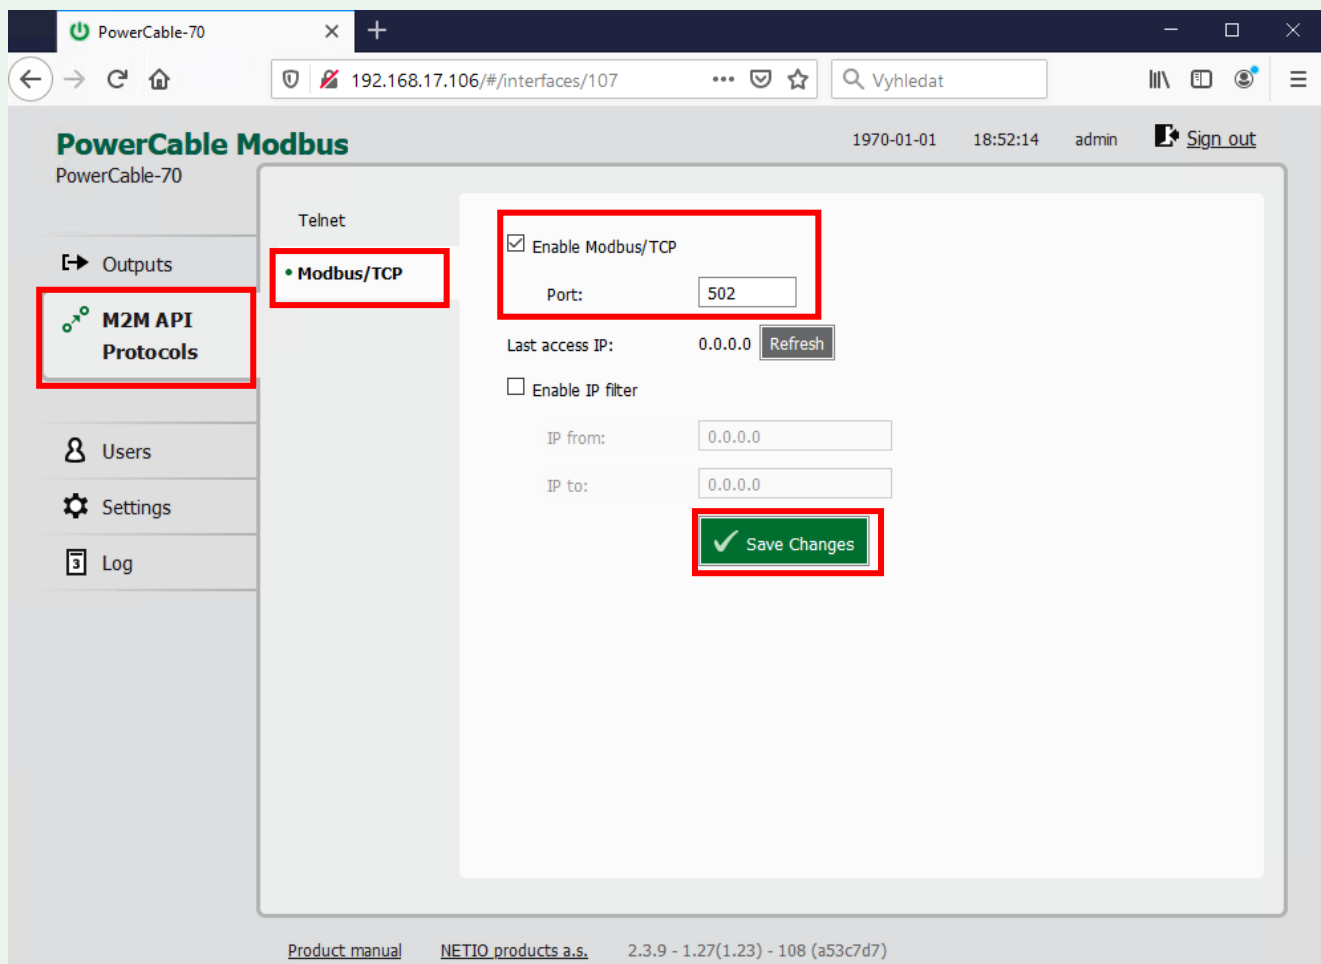 PowerCable-70
192.168.17.106/#/interfaces/107
Vyhledat
PowerCable Modbus
1970-01-01 18:52:14 admin Sign out
PowerCable-70
Outputs
M2M API
Protocols
Users
Settings
3
Log
Telnet
Modbus/TCP
Enable Modbus/TCP
Port: 502
Last access IP: 0.0.0.0 Refresh
Enable IP filter
IP from: 0.0.0.0
IP to: 0.0.0.0
Save Changes
Product manual NETIO products a.s. 2.3.9 - 1.27(1.23) - 108 (a53c7d7)